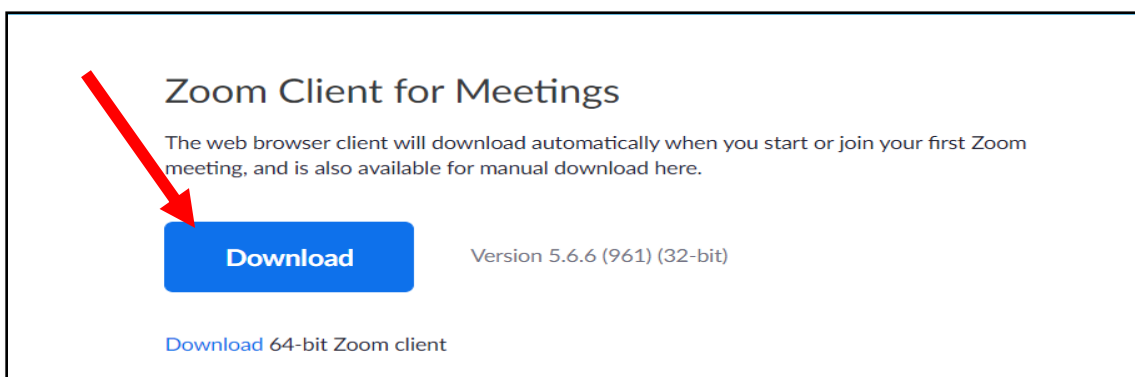 Zoom Client for Meetings
The web browser client will download automatically when you start or join your first Zoom
meeting, and is also available for manual download here.
Download Version 5.6.6 (961) (32-bit)
Download 64-bit Zoom client